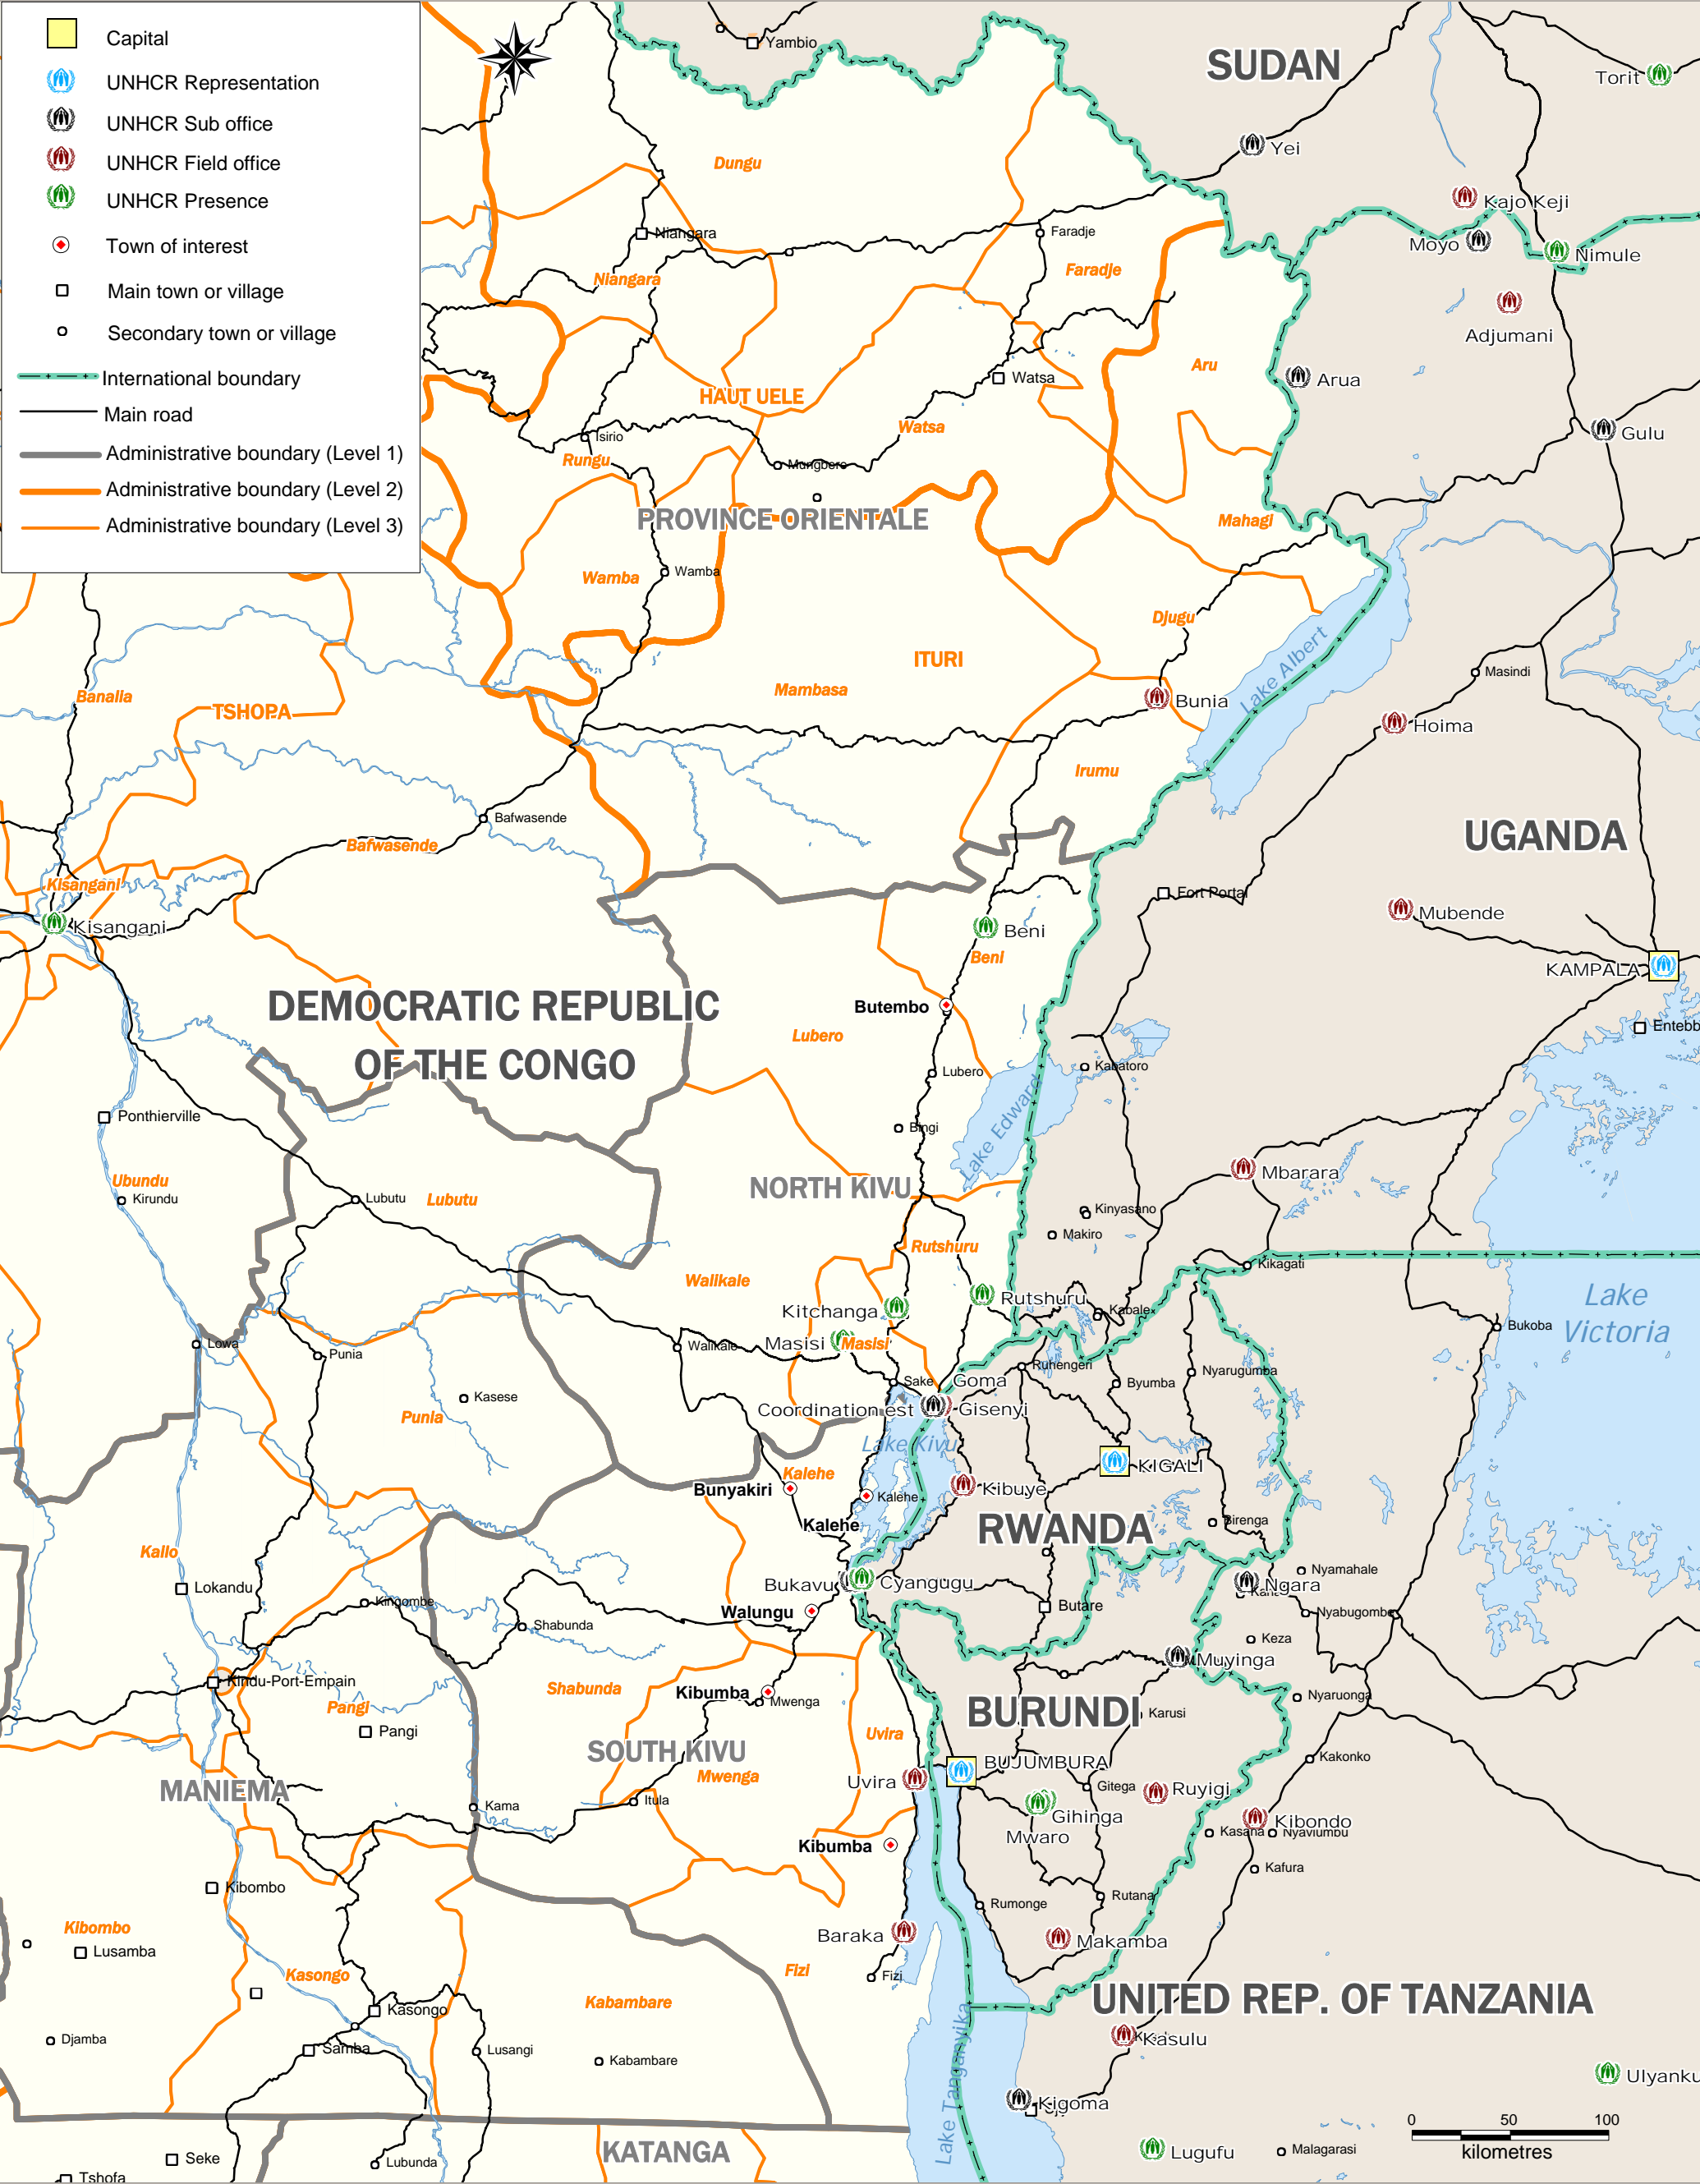 Capital
UNHCR Representation
UNHCR Sub office
UNHCR Field office
UNHCR Presence
Town of interest
Main town or village
Secondary town or village
International boundary
Main road
Administrative boundary (Level 1)
Administrative boundary (Level 2)
Administrative boundary (Level 3)
Yambio
SUDAN
Torit
Yei
Dungu
Kajo Keji
Niangara
Faradje
Moyo
Nimule
Niangara
Faradje
Adjumani
Aru
Watsa
Arua
HAUT UELE
Watsa
Gulu
Isirio
Rungu
Mungbere
PROVINCE ORIENTALE
Mahagi
Wamba
Wamba
Djugu
ITURI
Lake Albert
Masindi
Banalia
Mambasa
TSHOPA
Bunia
Hoima
Irumu
Bafwasende
UGANDA
Bafwasende
Kisangani
Fort Portal
Mubende
Kisangani
Beni
Beni
KAMPALA
DEMOCRATIC REPUBLIC
OF THE CONGO
Butembo
Entebb
Lubero
Lubero
Kabatoro
Lake Edward
Ponthierville
Bingi
Ubundu
Mbarara
Kirundu
Lubutu
Lubutu
NORTH KIVU
Kinyasano
Makiro
Rutshuru
Kikagati
Walikale
Rutshuru
Lake
Victoria
Kitchanga
Kabale
Bukoba
Lowa
Punia
Walikale
Masisi
Masisi
Ruhengeri
Nyarugumba
Sake
Goma
Byumba
Kasese
Coordination est
Gisenyi
Punia
Lake Kivu
KIGALI
Kalehe
Bunyakiri
Kibuye
Kalehe
Kalehe
RWANDA
Birenga
Kallo
Nyamahale
Lokandu
Bukavu
Cyangugu
Ngara
Kingombe
Walungu
Butare
Nyabugombe
Shabunda
Keza
Muyinga
Kindu-Port-Empain
Shabunda
Kibumba
Mwenga
Nyaruonga
Pangi
Pangi
BURUNDI
Karusi
Uvira
SOUTH KIVU
Kakonko
BUJUMBURA
MANIEMA
Mwenga
Uvira
Gitega
Ruyigi
Kama
Itula
Gihinga
Kibondo
Mwaro
Kasana
Nyaviumbu
Kibumba
Kafura
Kibombo
Rutana
Rumonge
Kibombo
Baraka
Makamba
Lusamba
Kasongo
Fizi
Fizi
Kabambare
UNITED REP. OF TANZANIA
Kasongo
Djamba
Samba
Lusangi
Kabambare
Kasulu
Lake Tanganyika
Ulyanku
Kigoma
0 50 100
kilometres
KATANGA
Lugufu
Malagarasi
Seke
Lubunda
Tshofa